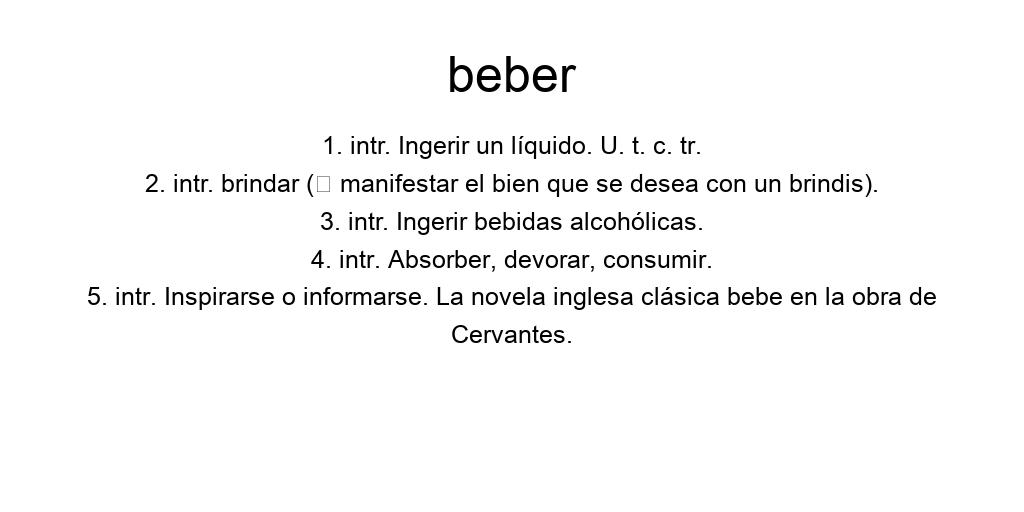 beber
1. intr. Ingerir un líquido. U. t. c. tr.
2. intr. brindar (▯ manifestar el bien que se desea con un brindis).
3. intr. Ingerir bebidas alcohólicas.
4. intr. Absorber, devorar, consumir.
5. intr. Inspirarse o informarse. La novela inglesa clásica bebe en la obra de
Cervantes.